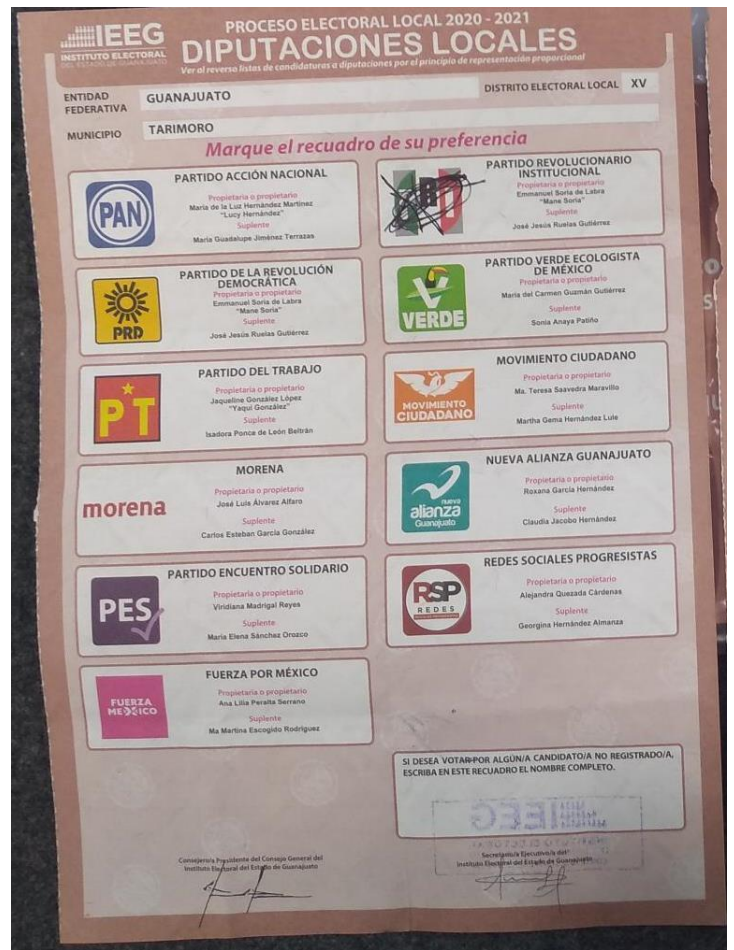 IEEG
INSTITUTO ELECTORAL
DEL ESTADO DE GUANAJUATO
PROCESO ELECTORAL LOCAL 2020 - 2021
DIPUTACIONES LOCALES
Ver al reverso listas de candidaturas a diputaciones por el principio de representación proporcional
ENTIDAD FEDERATIVA GUANAJUATO
DISTRITO ELECTORAL LOCAL XV
MUNICIPIO TARIMORO
Marque el recuadro de su preferencia
PAN
PARTIDO ACCIÓN NACIONAL
Propietaria o propietario
María de la Luz Hernández Martínez
"Lucy Hernández"
Suplente
María Guadalupe Jiménez Terrazas
PARTIDO REVOLUCIONARIO
INSTITUCIONAL
Propietaria o propietario
Emmanuel Soria de Labra
"Mane Soria"
Suplente
José Jesús Ruelas Gutiérrez
PRD
PARTIDO DE LA REVOLUCIÓN
DEMOCRÁTICA
Propietaria o propietario
Emmanuel Soria de Labra
"Mane Soria"
Suplente
José Jesús Ruelas Gutiérrez
VERDE
PARTIDO VERDE ECOLOGISTA
DE MÉXICO
Propietaria o propietario
María del Carmen Guzmán Gutiérrez
Suplente
Sonia Anaya Patiño
PT
PARTIDO DEL TRABAJO
Propietaria o propietario
Jaqueline González López
"Yaqui González"
Suplente
Isadora Ponce de León Beltrán
MOVIMIENTO
CIUDADANO
MOVIMIENTO CIUDADANO
Propietaria o propietario
Ma. Teresa Saavedra Maravillo
Suplente
Martha Gema Hernández Lule
morena
MORENA
Propietaria o propietario
José Luis Álvarez Alfaro
Suplente
Carlos Esteban García González
nueva
alianza
Guanajuato
NUEVA ALIANZA GUANAJUATO
Propietaria o propietario
Roxana García Hernández
Suplente
Claudia Jacobo Hernández
PES
PARTIDO ENCUENTRO SOLIDARIO
Propietaria o propietario
Viridiana Madrigal Reyes
Suplente
María Elena Sánchez Orozco
RSP
REDES
REDES SOCIALES PROGRESISTAS
Propietaria o propietario
Alejandra Quezada Cárdenas
Suplente
Georgina Hernández Almanza
FUERZA
MEXICO
FUERZA POR MÉXICO
Propietaria o propietario
Ana Lilia Peralta Serrano
Suplente
Ma Martina Escogido Rodríguez
SI DESEA VOTAR POR ALGÚN/A CANDIDATO/A NO REGISTRADO/A,
ESCRIBA EN ESTE RECUADRO EL NOMBRE COMPLETO.
IEEG
Consejero/a Presidente del Consejo General del
Instituto Electoral del Estado de Guanajuato
Secretario/a Ejecutivo/a del
Instituto Electoral del Estado de Guanajuato